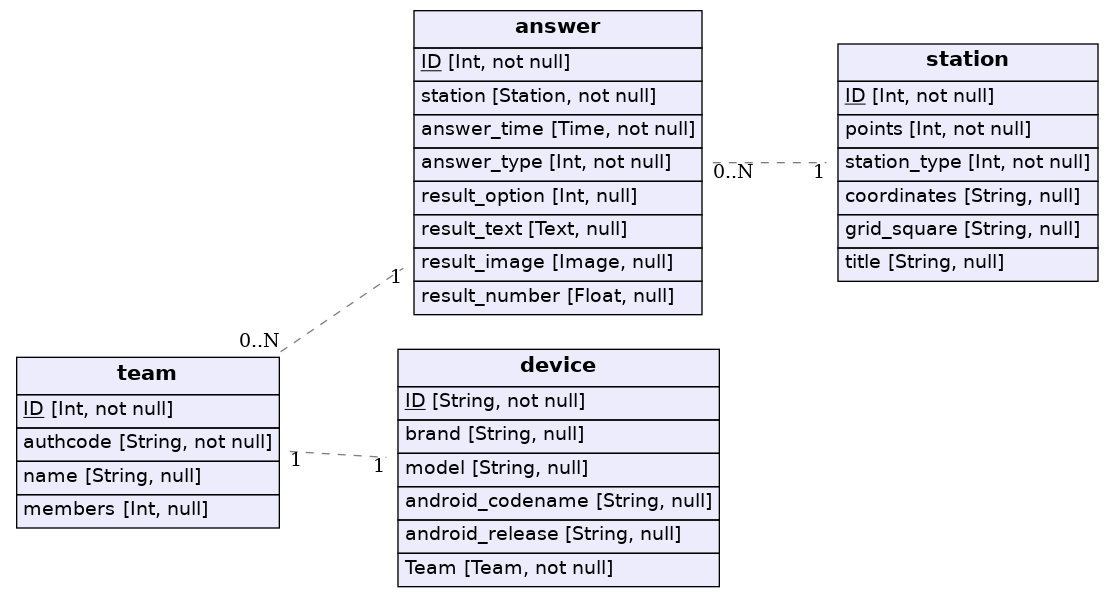 answer
ID [Int, not null]
station [Station, not null]
answer_time [Time, not null]
answer_type [Int, not null]
result_option [Int, null]
result_text [Text, null]
result_image [Image, null]
result_number [Float, null]
station
ID [Int, not null]
points [Int, not null]
station_type [Int, not null]
coordinates [String, null]
grid_square [String, null]
title [String, null]
0..N
1
1
0..N
team
ID [Int, not null]
authcode [String, not null]
name [String, null]
members [Int, null]
1
1
device
ID [String, not null]
brand [String, null]
model [String, null]
android_codename [String, null]
android_release [String, null]
Team [Team, not null]